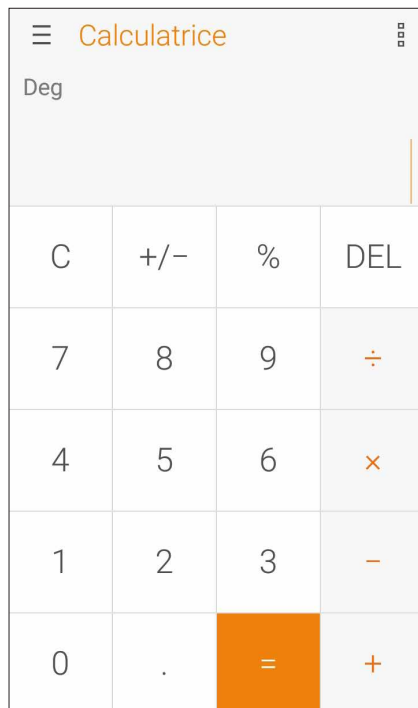 Calculatrice
Deg
C +/− % DEL
7 8 9 ÷
4 5 6 ×
1 2 3 −
0 . = +